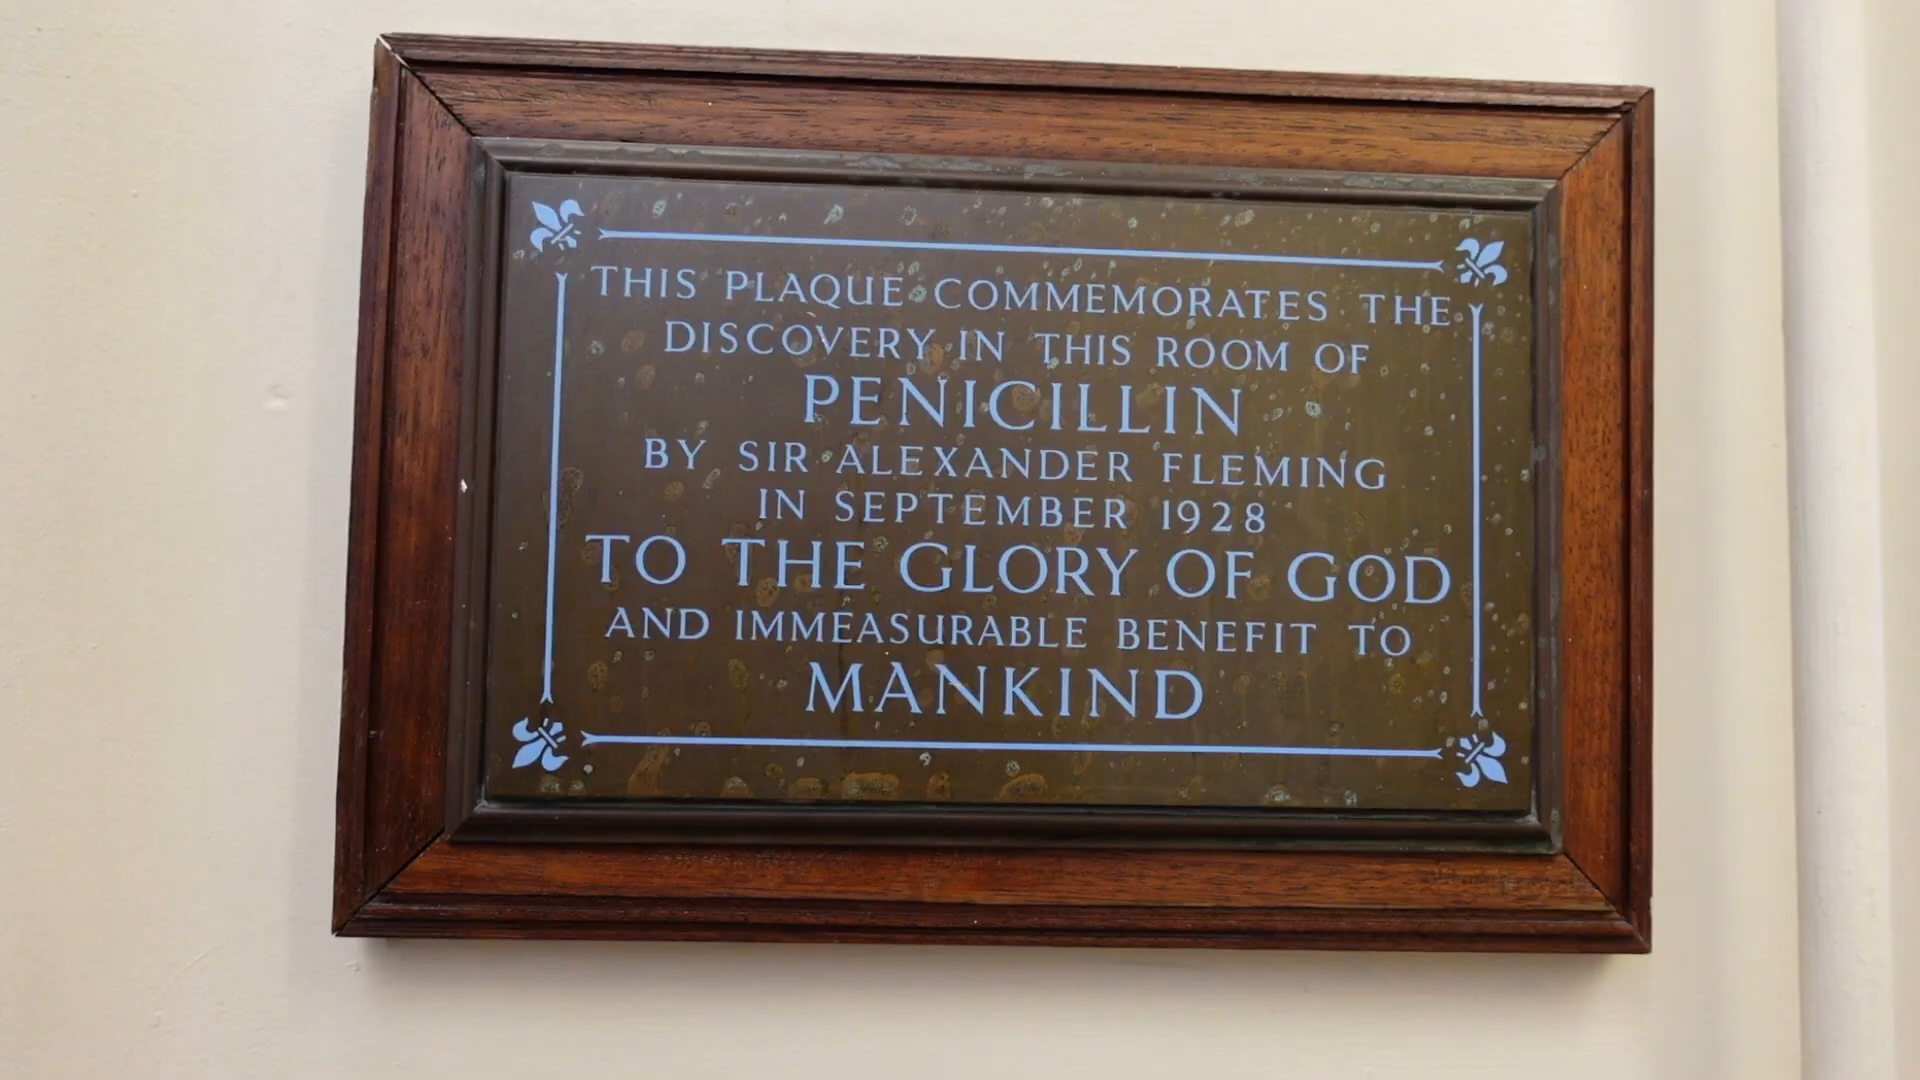 THIS PLAQUE COMMEMORATES THE
DISCOVERY IN THIS ROOM OF
PENICILLIN
BY SIR ALEXANDER FLEMING
IN SEPTEMBER 1928
TO THE GLORY OF GOD
AND IMMEASURABLE BENEFIT TO
MANKIND